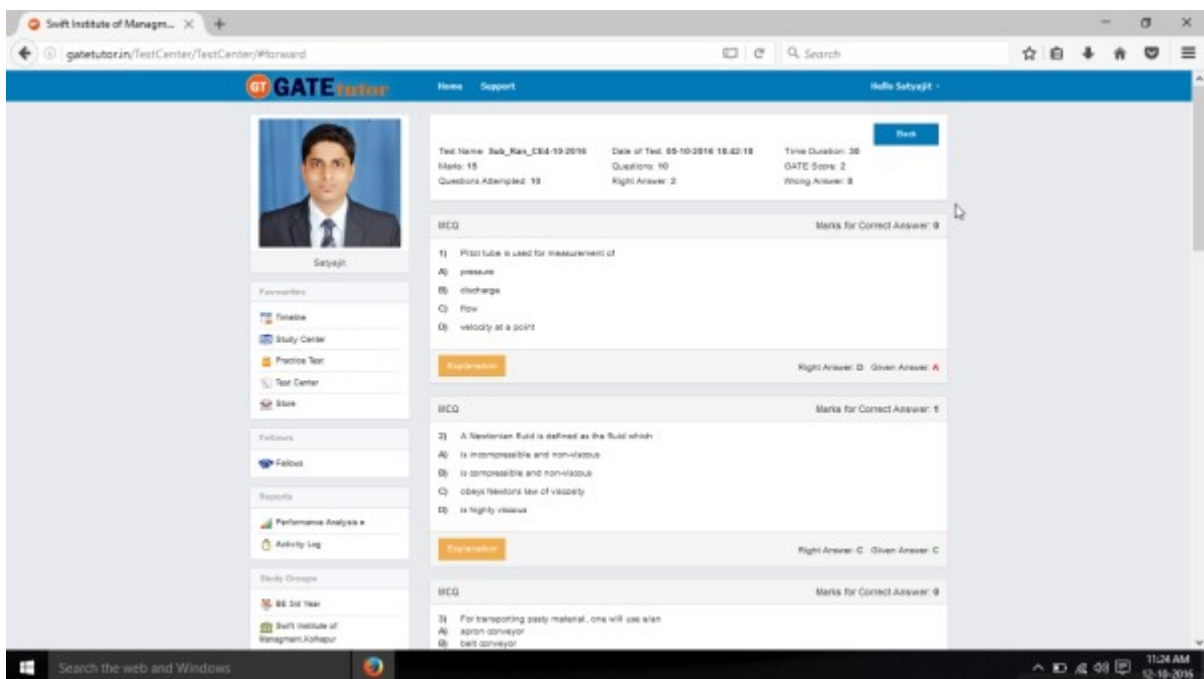 Swift Institute of Managm...
gatetutor.in/TestCenter/TestCenter/#forward
Search
GT GATEtutor
Home Support
Hello Satyajit
Back
Test Name: Sub_Ran_CE4-10-2016 Date of Test: 05-10-2016 18:42:18 Time Duration: 30
Marks: 15 Questions: 10 GATE Score: 2
Questions Attempted: 10 Right Answer: 2 Wrong Answer: 8
Satyajit
Favourites
Timeline
Study Center
Practice Test
Test Center
Store
Fellows
Fellows
Reports
Performance Analysis
Activity Log
Study Groups
BE 3rd Year
Swift Institute of
Managment,Kolhapur
MCQ Marks for Correct Answer: 0
1) Pitot tube is used for measurement of
A) pressure
B) discharge
C) flow
D) velocity at a point
Explanation Right Answer: D Given Answer: A
MCQ Marks for Correct Answer: 1
2) A Newtonian fluid is defined as the fluid which
A) is incompressible and non-viscous
B) is compressible and non-viscous
C) obeys Newtons law of viscosity
D) is highly viscous
Explanation Right Answer: C Given Answer: C
MCQ Marks for Correct Answer: 0
3) For transporting pasty material, one will use a/an
A) apron conveyor
B) belt conveyor
Search the web and Windows
11:24 AM
12-10-2016